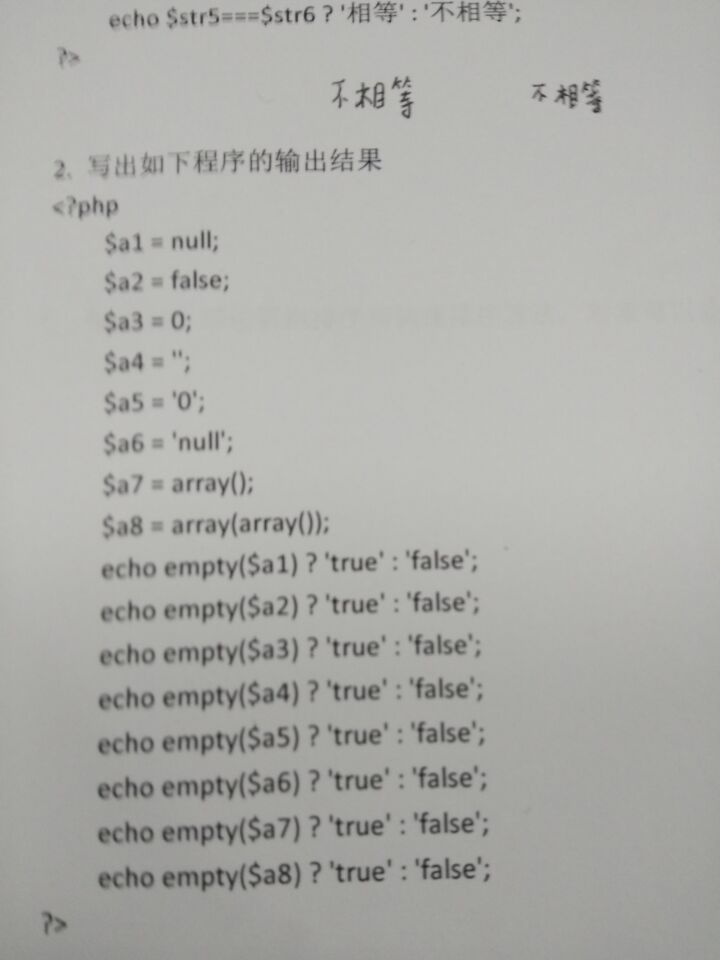 echo $str5===$str6 ? '相等' : '不相等';
?>
不相等 不相等
2、写出如下程序的输出结果
<?php
$a1 = null;
$a2 = false;
$a3 = 0;
$a4 = '';
$a5 = '0';
$a6 = 'null';
$a7 = array();
$a8 = array(array());
echo empty($a1) ? 'true' : 'false';
echo empty($a2) ? 'true' : 'false';
echo empty($a3) ? 'true' : 'false';
echo empty($a4) ? 'true' : 'false';
echo empty($a5) ? 'true' : 'false';
echo empty($a6) ? 'true' : 'false';
echo empty($a7) ? 'true' : 'false';
echo empty($a8) ? 'true' : 'false';
?>